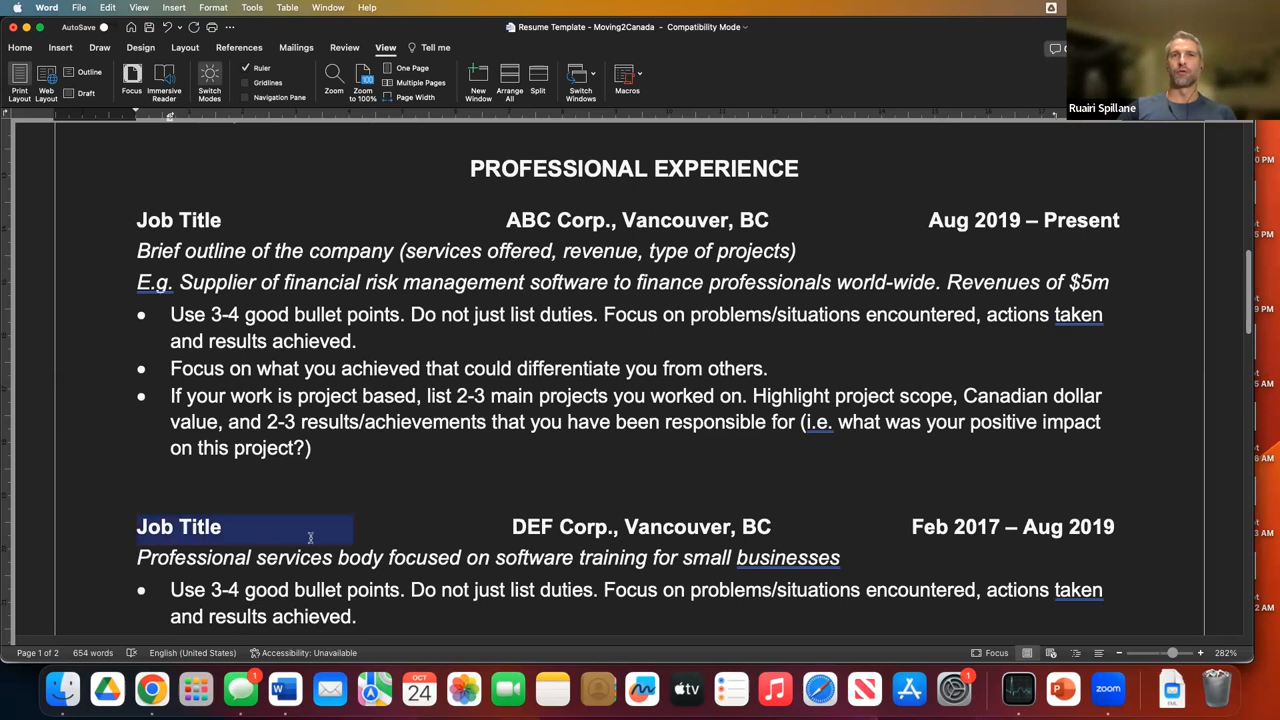 Word File Edit View Insert Format Tools Table Window Help
AutoSave
Resume Template - Moving2Canada - Compatibility Mode
Home Insert Draw Design Layout References Mailings Review View Tell me
Print Layout
Web Layout
Outline
Draft
Focus
Immersive Reader
Switch Modes
Ruler
Gridlines
Navigation Pane
Zoom
Zoom to 100%
One Page
Multiple Pages
Page Width
New Window
Arrange All
Split
Switch Windows
Macros
Ruairi Spillane
PROFESSIONAL EXPERIENCE
Job Title ABC Corp., Vancouver, BC Aug 2019 – Present
Brief outline of the company (services offered, revenue, type of projects)
E.g. Supplier of financial risk management software to finance professionals world-wide. Revenues of $5m
• Use 3-4 good bullet points. Do not just list duties. Focus on problems/situations encountered, actions taken
and results achieved.
• Focus on what you achieved that could differentiate you from others.
• If your work is project based, list 2-3 main projects you worked on. Highlight project scope, Canadian dollar
value, and 2-3 results/achievements that you have been responsible for (i.e. what was your positive impact
on this project?)
Job Title DEF Corp., Vancouver, BC Feb 2017 – Aug 2019
Professional services body focused on software training for small businesses
• Use 3-4 good bullet points. Do not just list duties. Focus on problems/situations encountered, actions taken
and results achieved.
Page 1 of 2 654 words English (United States) Accessibility: Unavailable Focus 282%
OCT
24
tv
zoom